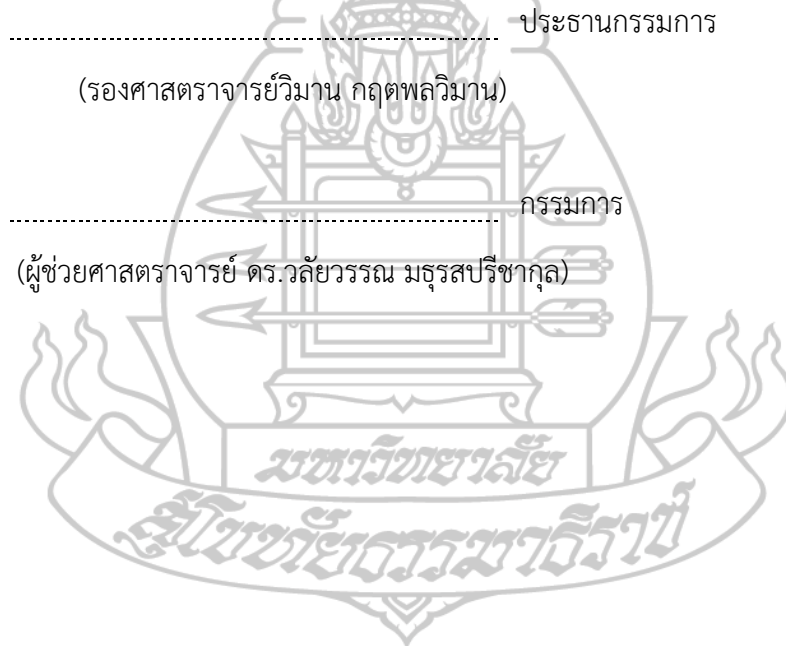 ประธานกรรมการ
(รองศาสตราจารย์วิมาน กฤตพลวิมาน)
กรรมการ
(ผู้ช่วยศาสตราจารย์ ดร.วลัยวรรณ มธุรสปรีชากุล)
มหาวิทยาลัย
สุโขทัยธรรมาธิราช